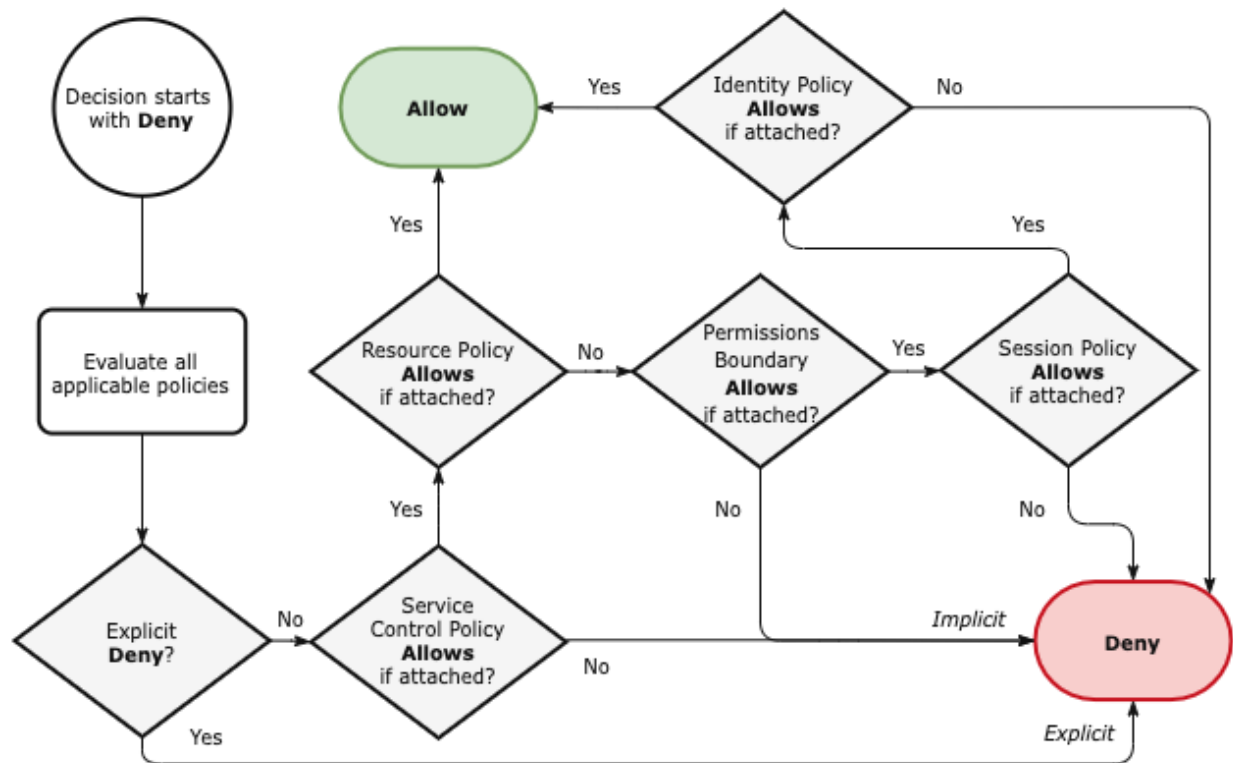 Decision starts
with Deny
Evaluate all
applicable policies
Explicit
Deny?
No
Yes
Service
Control Policy
Allows
if attached?
Yes
No
Resource Policy
Allows
if attached?
Yes
No
Allow
Permissions
Boundary
Allows
if attached?
Yes
No
Session Policy
Allows
if attached?
Yes
No
Identity Policy
Allows
if attached?
Yes
No
Implicit
Deny
Explicit